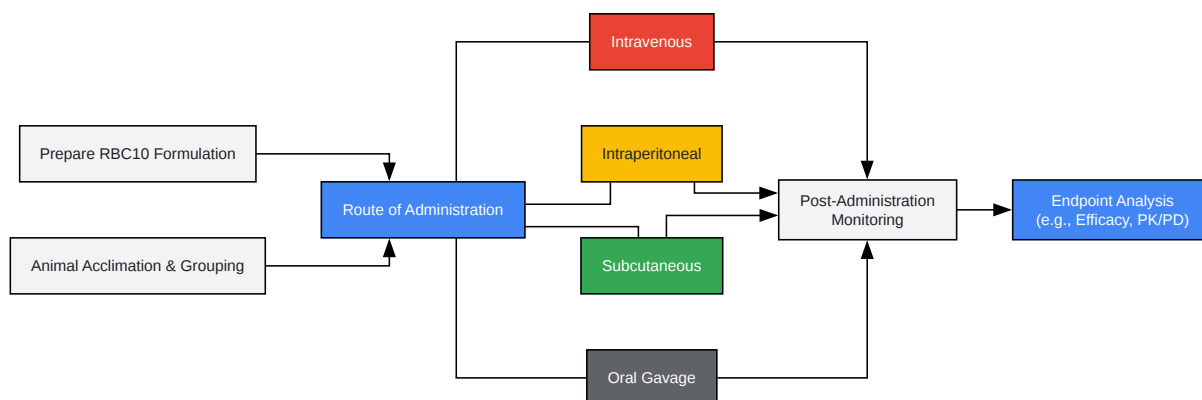 Intravenous
Prepare RBC10 Formulation
Intraperitoneal
Route of Administration
Post-Administration
Monitoring
Endpoint Analysis
(e.g., Efficacy, PK/PD)
Animal Acclimation & Grouping
Subcutaneous
Oral Gavage